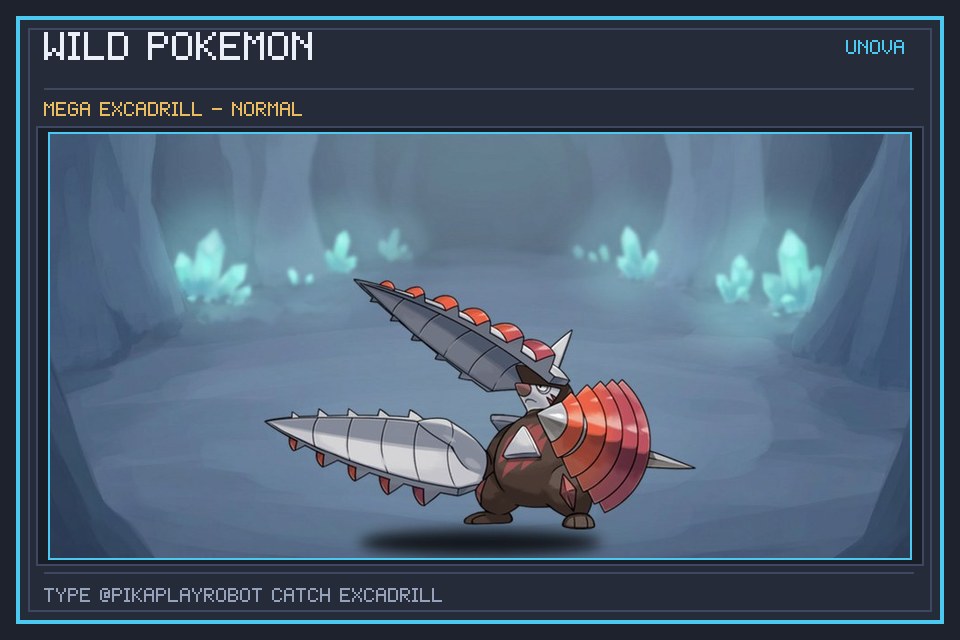 WILD POKEMON
UNOVA
MEGA EXCADRILL - NORMAL
TYPE @PIKAPLAYROBOT CATCH EXCADRILL